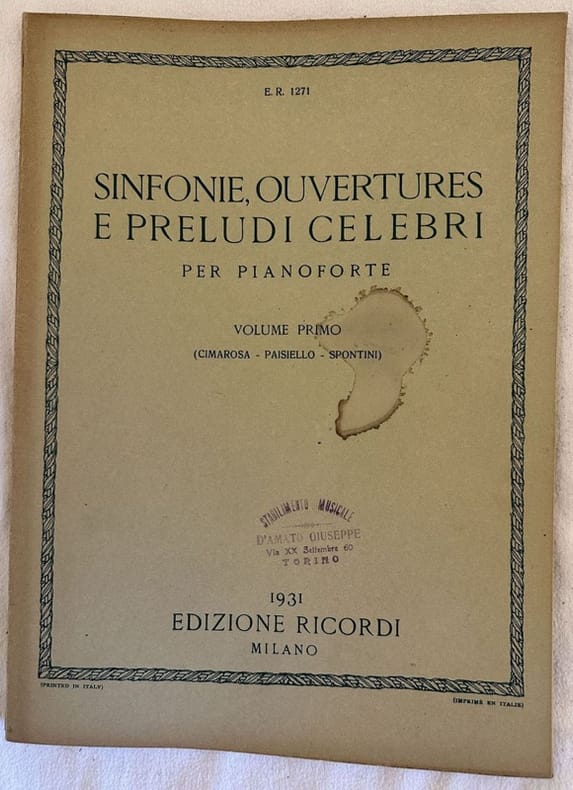 E. R. 1271
SINFONIE, OUVERTURES
E PRELUDI CELEBRI
PER PIANOFORTE
VOLUME PRIMO
(CIMAROSA - PAISIELLO - SPONTINI)
STABILIMENTO MUSICALE
D'AMATO GIUSEPPE
Via XX Settembre 60
TORINO
1931
EDIZIONE RICORDI
MILANO
(PRINTED IN ITALY)
(IMPRIMÉ EN ITALIE)